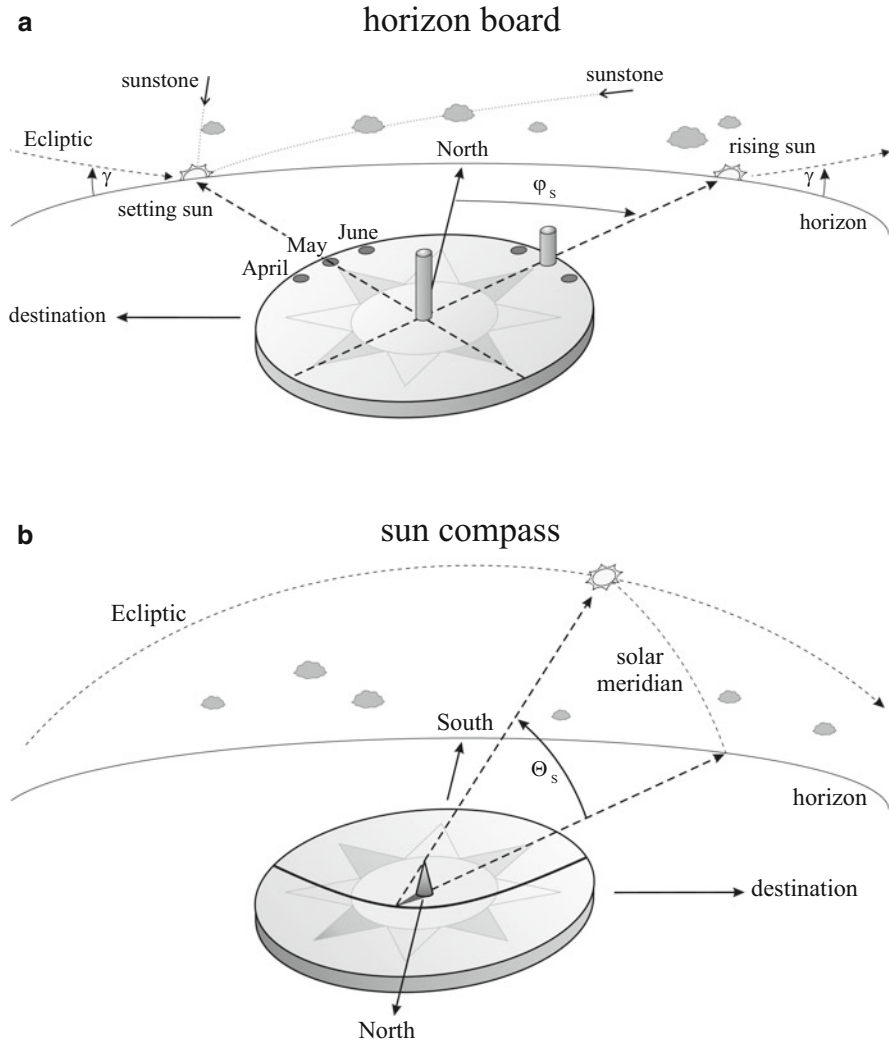 a
horizon board
sunstone
sunstone
Ecliptic
North
rising sun
γ
setting sun
φs
γ
horizon
June
May
April
destination
b
sun compass
Ecliptic
solar
meridian
South
Θs
horizon
destination
North